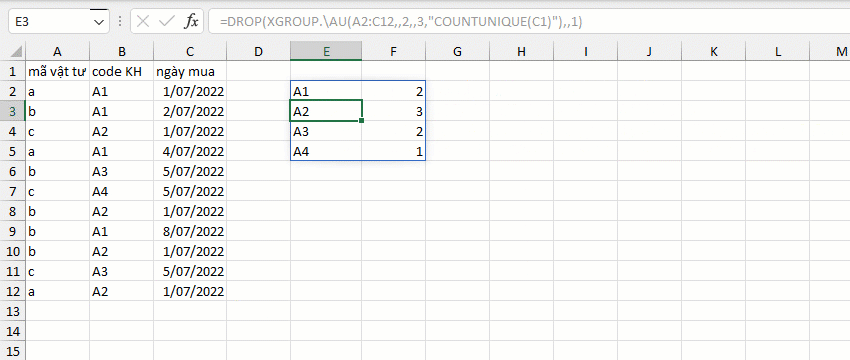 E3 fx =DROP(XGROUP.\AU(A2:C12,,2,,3,"COUNTUNIQUE(C1)"),,1)
A B C D E F G H I J K L M
1 mã vật tư code KH ngày mua
2 a A1 1/07/2022 A1 2
3 b A1 2/07/2022 A2 3
4 c A2 1/07/2022 A3 2
5 a A1 4/07/2022 A4 1
6 b A3 5/07/2022
7 c A4 5/07/2022
8 b A2 1/07/2022
9 b A1 8/07/2022
10 b A2 1/07/2022
11 c A3 5/07/2022
12 a A2 1/07/2022
13
14
15